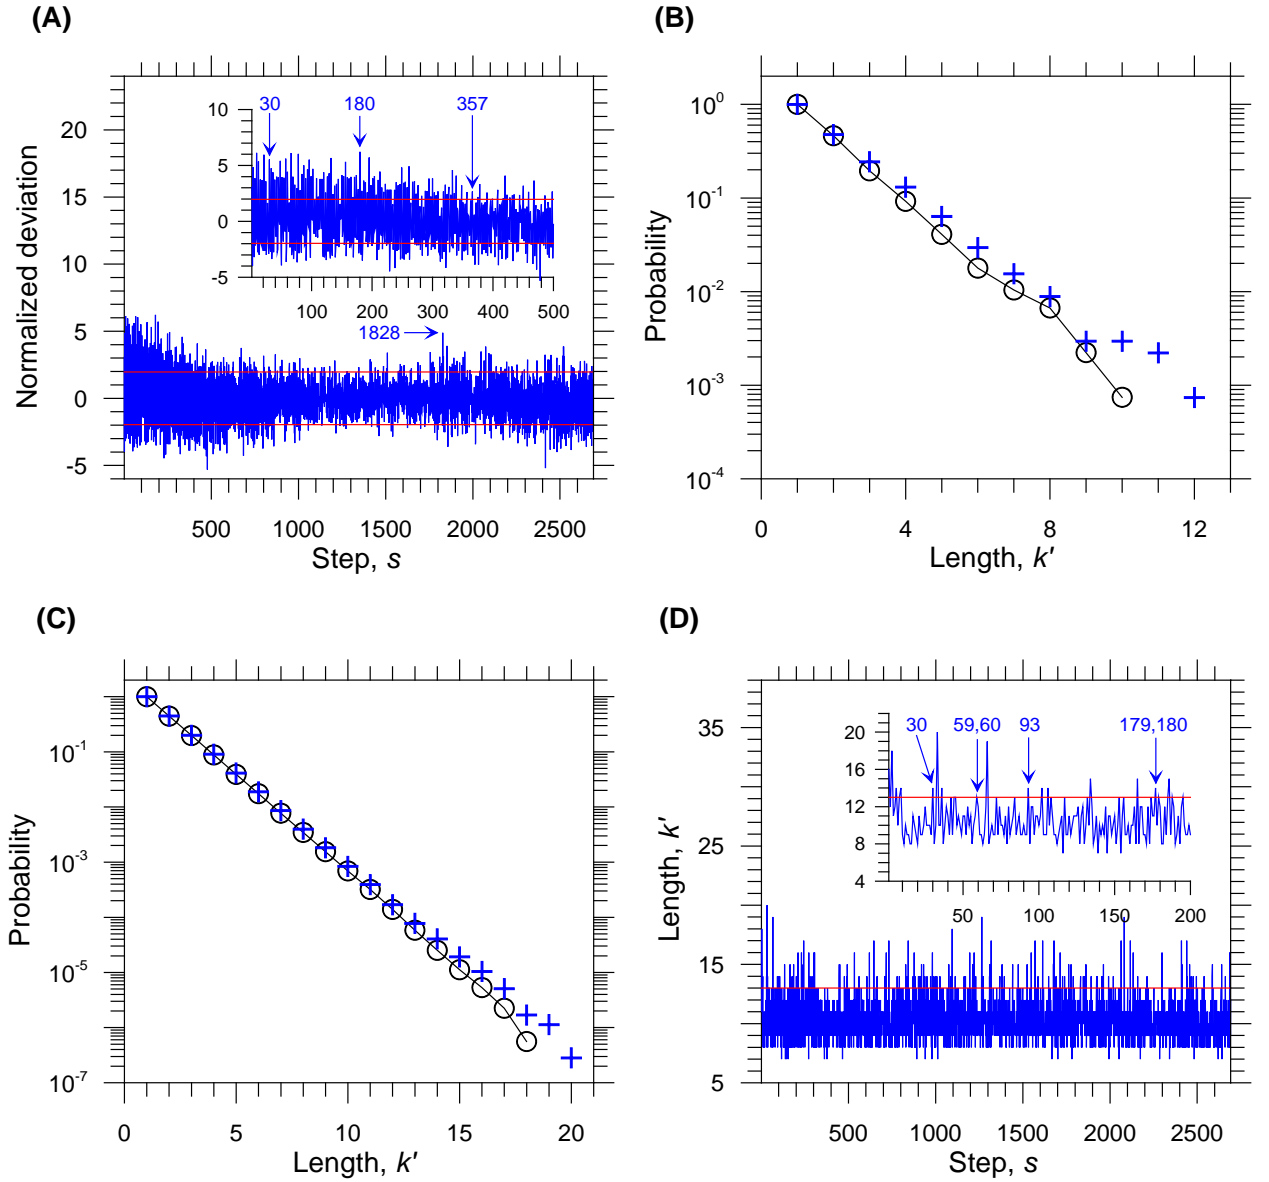 (A)
Normalized deviation
20
15
10
5
0
-5
500 1000 1500 2000 2500
Step, s
10
5
0
-5
100 200 300 400 500
30 180 357
1828
(B)
Probability
10^0
10^-1
10^-2
10^-3
10^-4
0 4 8 12
Length, k′
(C)
Probability
10^-1
10^-3
10^-5
10^-7
0 5 10 15 20
Length, k′
(D)
Length, k′
35
25
15
5
500 1000 1500 2000 2500
Step, s
20
16
12
8
4
50 100 150 200
30 59,60 93 179,180